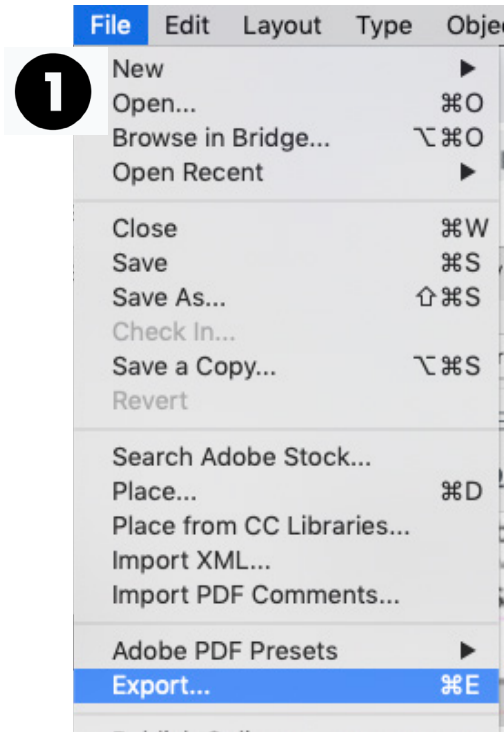 File Edit Layout Type Obje
1
New ▶
Open... ⌘O
Browse in Bridge... ⌥⌘O
Open Recent ▶
Close ⌘W
Save ⌘S
Save As... ⇧⌘S
Check In...
Save a Copy... ⌥⌘S
Revert
Search Adobe Stock...
Place... ⌘D
Place from CC Libraries...
Import XML...
Import PDF Comments...
Adobe PDF Presets ▶
Export... ⌘E